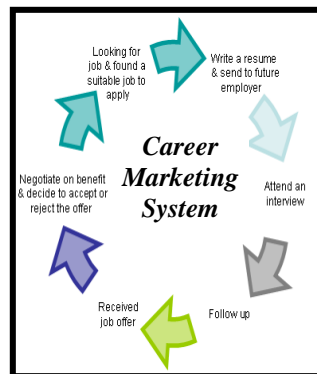 Looking for
job & found a
suitable job to
apply
Write a resume
& send to future
employer
Career
Marketing
System
Negotiate on benefit
& decide to accept or
reject the offer
Attend an
interview
Received
job offer
Follow up